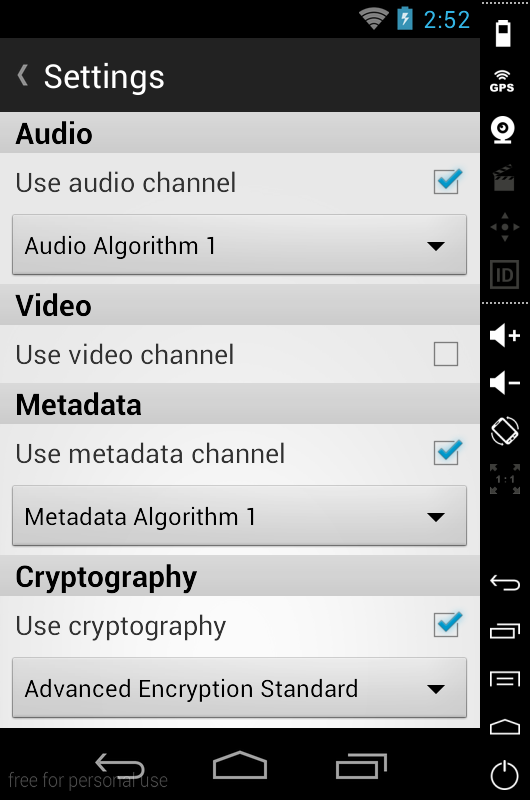 2:52
Settings
GPS
Audio
Use audio channel
ID
Audio Algorithm 1
Video
Use video channel
Metadata
Use metadata channel
1:1
Metadata Algorithm 1
Cryptography
Use cryptography
Advanced Encryption Standard
free for personal use